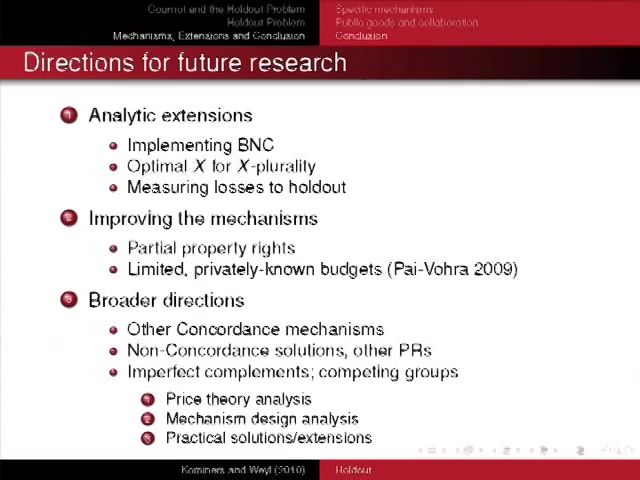 Cournot and the Holdout Problem
Holdout Problem
Mechanisms, Extensions and Conclusion
Specific mechanisms
Public goods and collaboration
Conclusion
Directions for future research
1 Analytic extensions
Implementing BNC
Optimal X for X-plurality
Measuring losses to holdout
2 Improving the mechanisms
Partial property rights
Limited, privately-known budgets (Pai-Vohra 2009)
3 Broader directions
Other Concordance mechanisms
Non-Concordance solutions, other PRs
Imperfect complements; competing groups
1 Price theory analysis
2 Mechanism design analysis
3 Practical solutions/extensions
Kominers and Weyl (2010)
Holdout